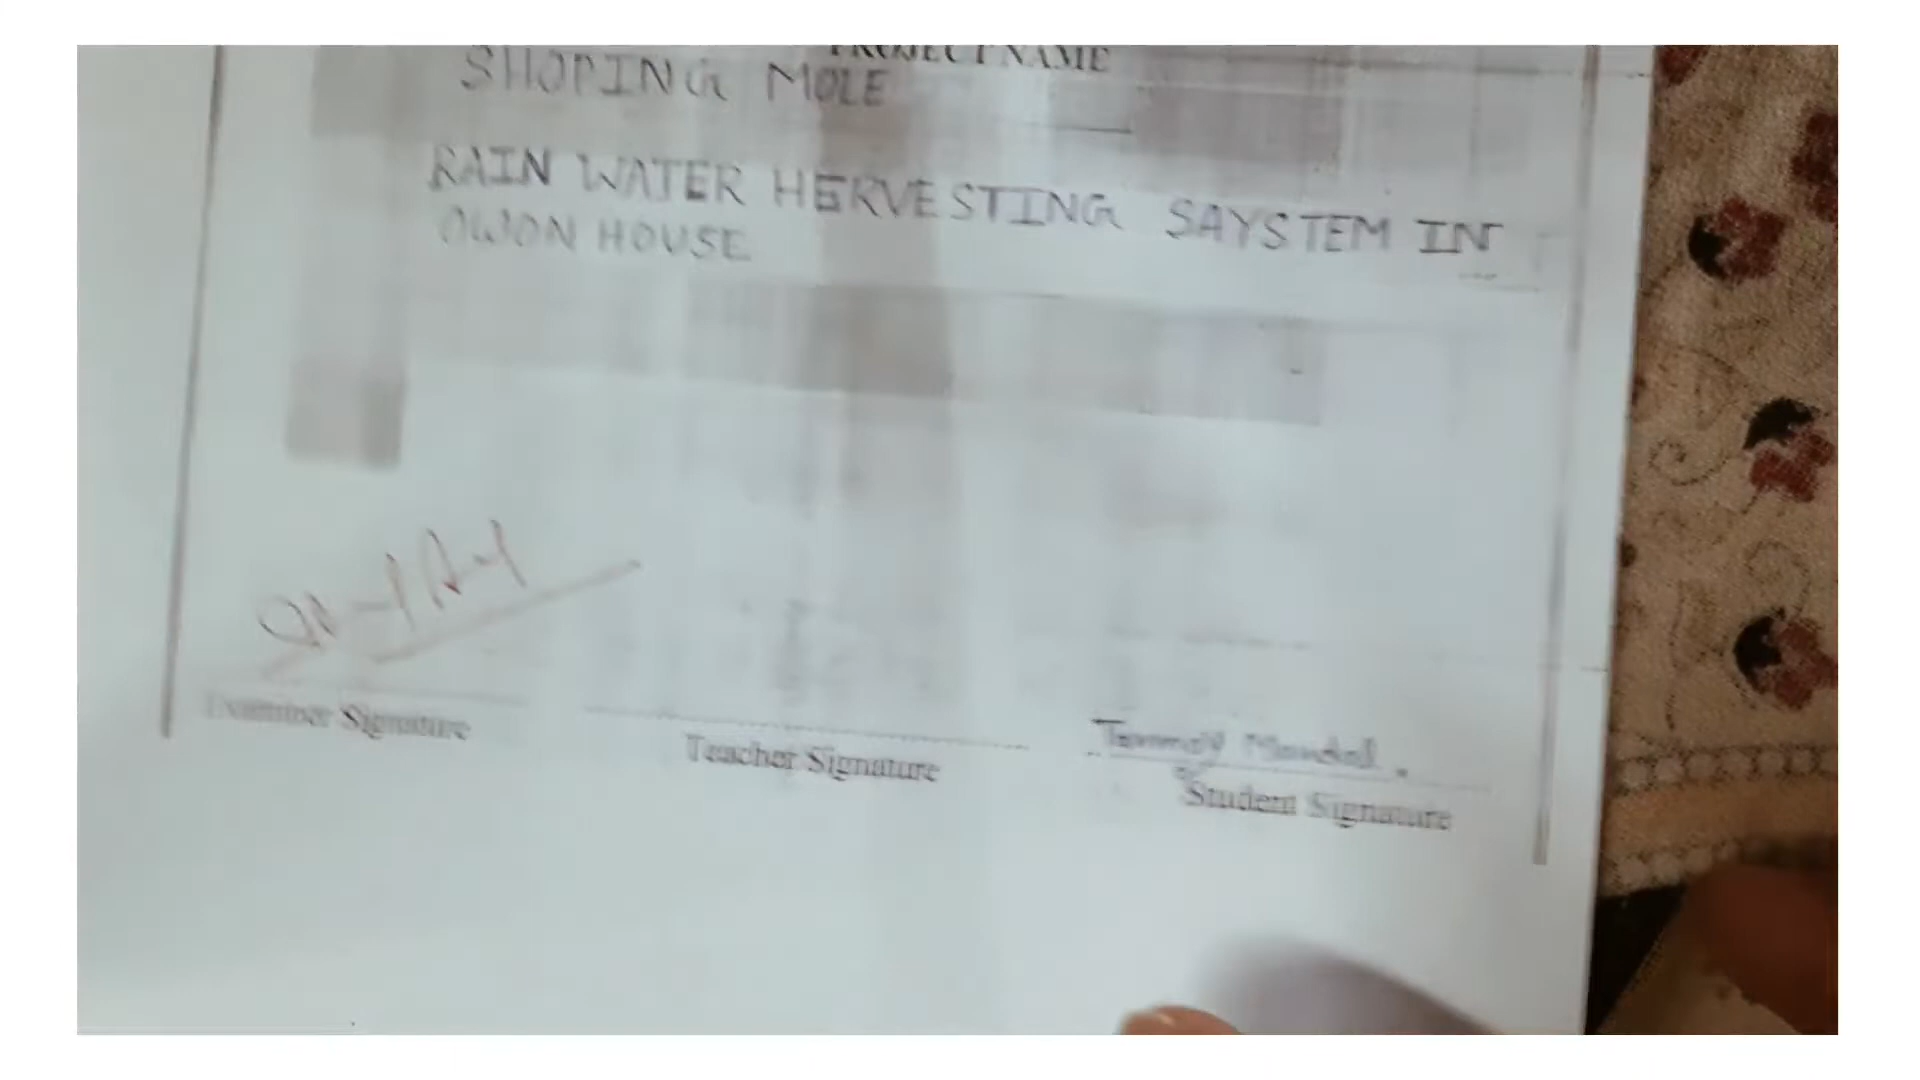 PROJECT NAME
SHOPING MOLE
RAIN WATER HERVESTING SAYSTEM IN
OWON HOUSE
Examiner Signature
Teacher Signature
Student Signature